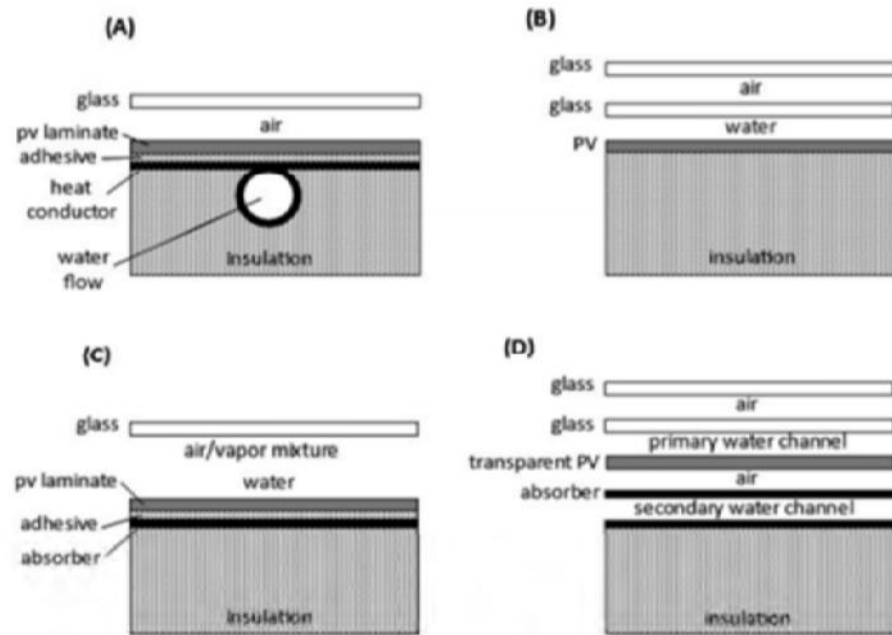 (A)
glass
air
pv laminate
adhesive
heat
conductor
water
flow
Insulation
(B)
glass
air
glass
water
PV
insulation
(C)
glass
air/vapor mixture
water
pv laminate
adhesive
absorber
Insulation
(D)
glass
air
glass
primary water channel
transparent PV
air
absorber
secondary water channel
insulation